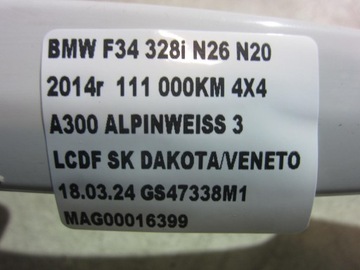 BMW F34 328i N26 N20
2014r 111 000KM 4X4
A300 ALPINWEISS 3
LCDF SK DAKOTA/VENETO
18.03.24 GS47338M1
MAG00016399